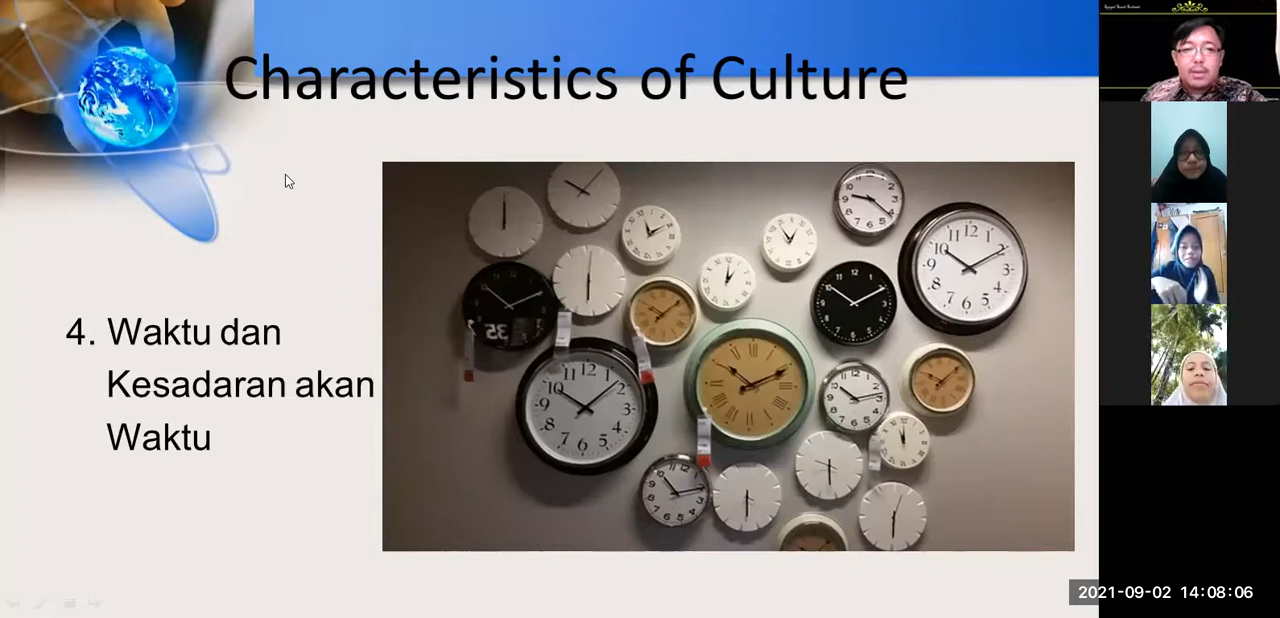 Characteristics of Culture
4. Waktu dan
Kesadaran akan
Waktu
2021-09-02 14:08:06